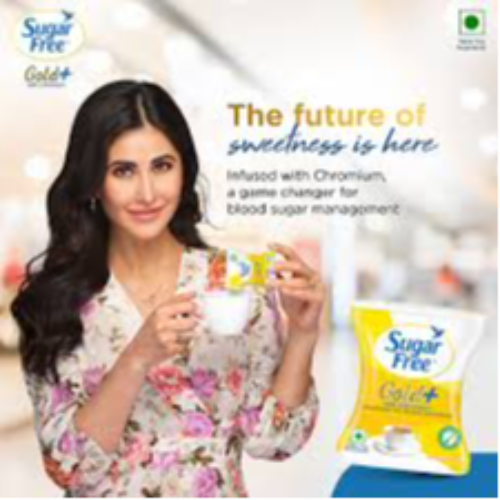 Sugar
Free
Gold+
The future of
sweetness is here
Infused with Chromium,
a game changer for
blood sugar management
Sugar
Free
Gold+